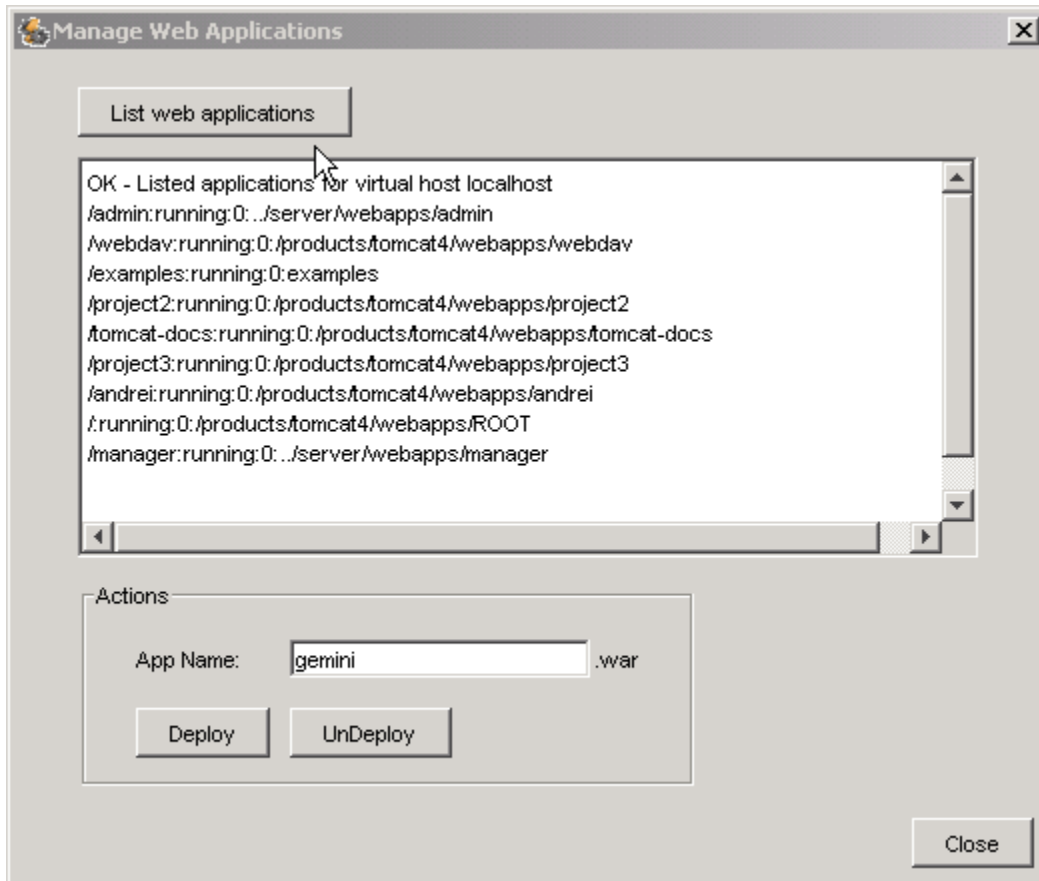 Manage Web Applications
List web applications
OK - Listed applications for virtual host localhost
/admin:running:0:../server/webapps/admin
/webdav:running:0:/products/tomcat4/webapps/webdav
/examples:running:0:examples
/project2:running:0:/products/tomcat4/webapps/project2
/tomcat-docs:running:0:/products/tomcat4/webapps/tomcat-docs
/project3:running:0:/products/tomcat4/webapps/project3
/andrei:running:0:/products/tomcat4/webapps/andrei
/:running:0:/products/tomcat4/webapps/ROOT
/manager:running:0:../server/webapps/manager
Actions
App Name: gemini .war
Deploy UnDeploy
Close